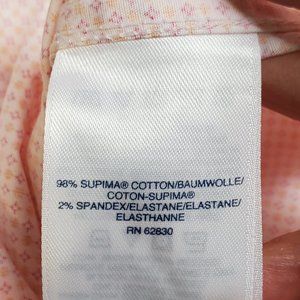 98% SUPIMA® COTTON/BAUMWOLLE/
COTON-SUPIMA®
2% SPANDEX/ELASTANE/ELASTANE/
ELASTHANNE
RN 62830